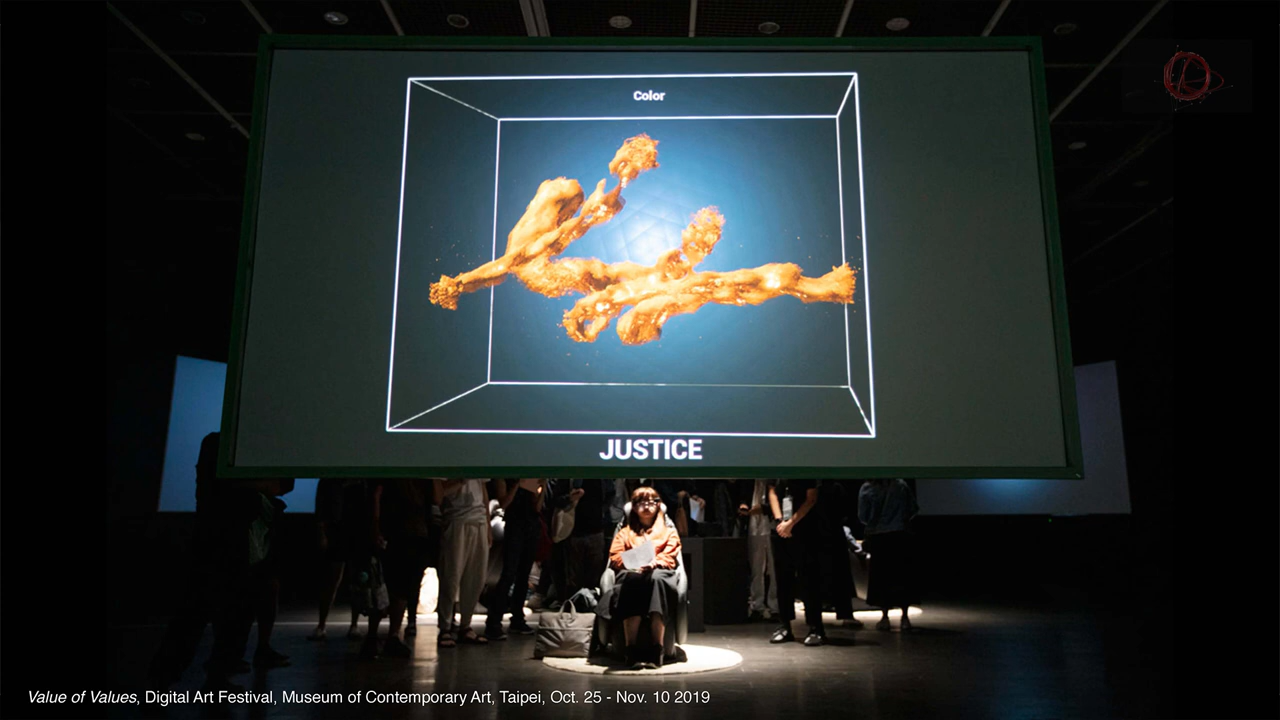 Color
JUSTICE
Value of Values, Digital Art Festival, Museum of Contemporary Art, Taipei, Oct. 25 - Nov. 10 2019